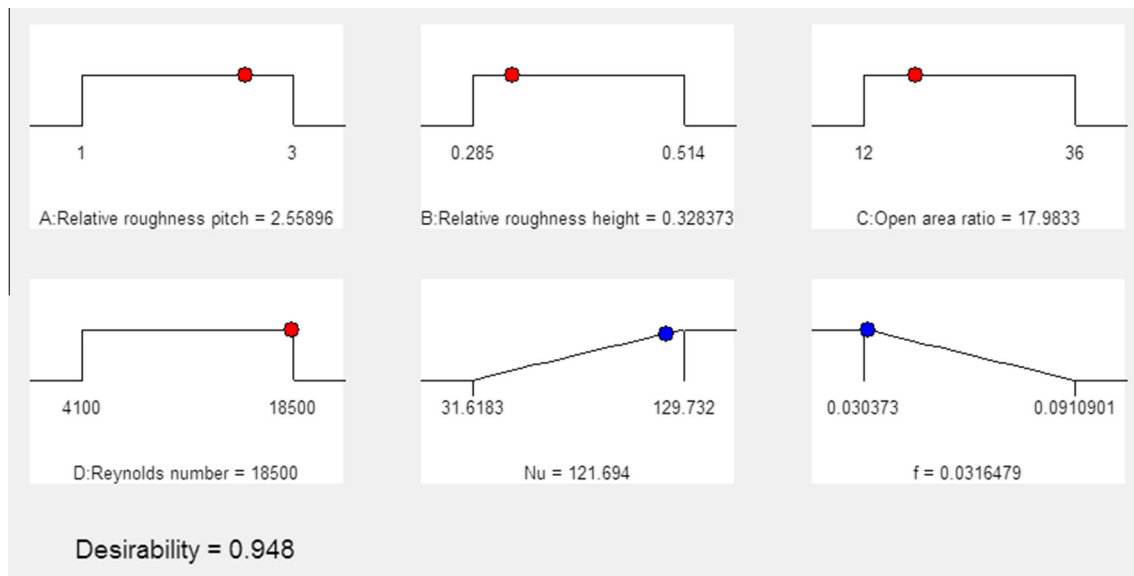 1 3
A:Relative roughness pitch = 2.55896
0.285 0.514
B:Relative roughness height = 0.328373
12 36
C:Open area ratio = 17.9833
4100 18500
D:Reynolds number = 18500
31.6183 129.732
Nu = 121.694
0.030373 0.0910901
f = 0.0316479
Desirability = 0.948